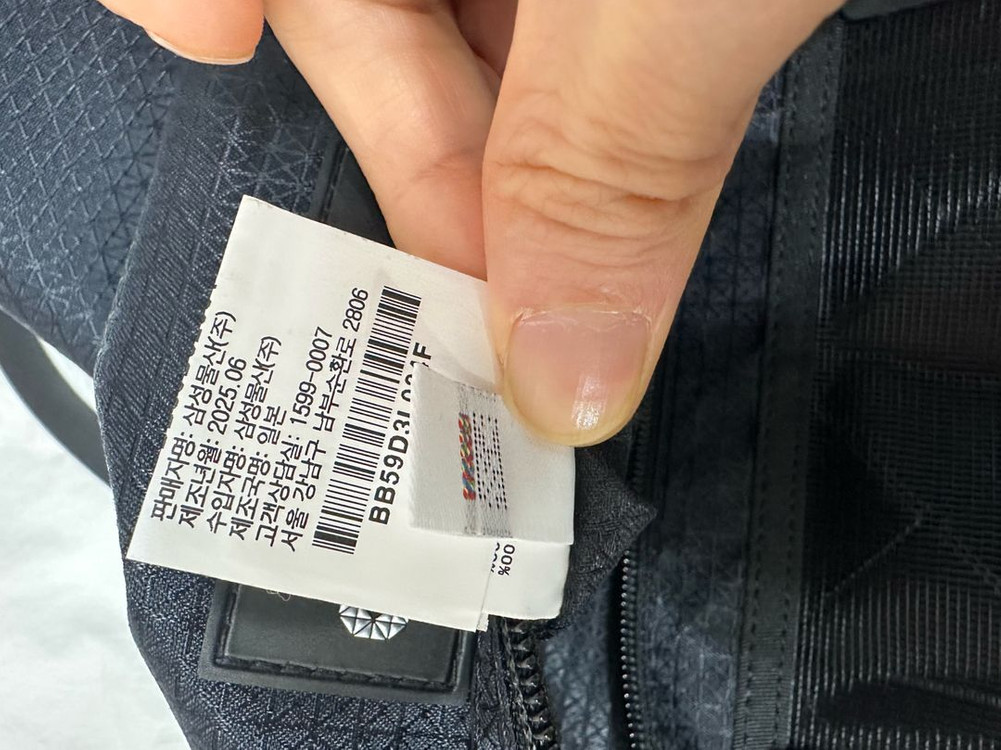 판매자명: 삼성물산(주)
제조년월: 2025.06
수입자명: 삼성물산(주)
제조국명: 일본
고객상담실: 1599-0007
서울 강남구 남부순환로 2806
%00